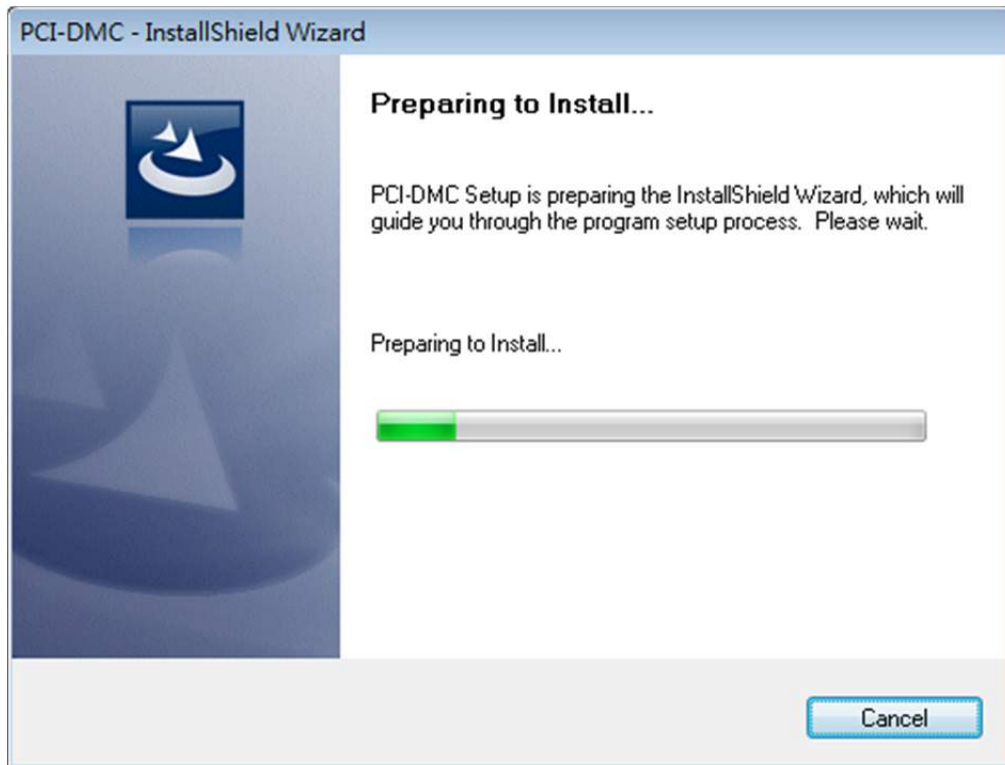 PCI-DMC - InstallShield Wizard
Preparing to Install...
PCI-DMC Setup is preparing the InstallShield Wizard, which will
guide you through the program setup process.  Please wait.
Preparing to Install...
Cancel